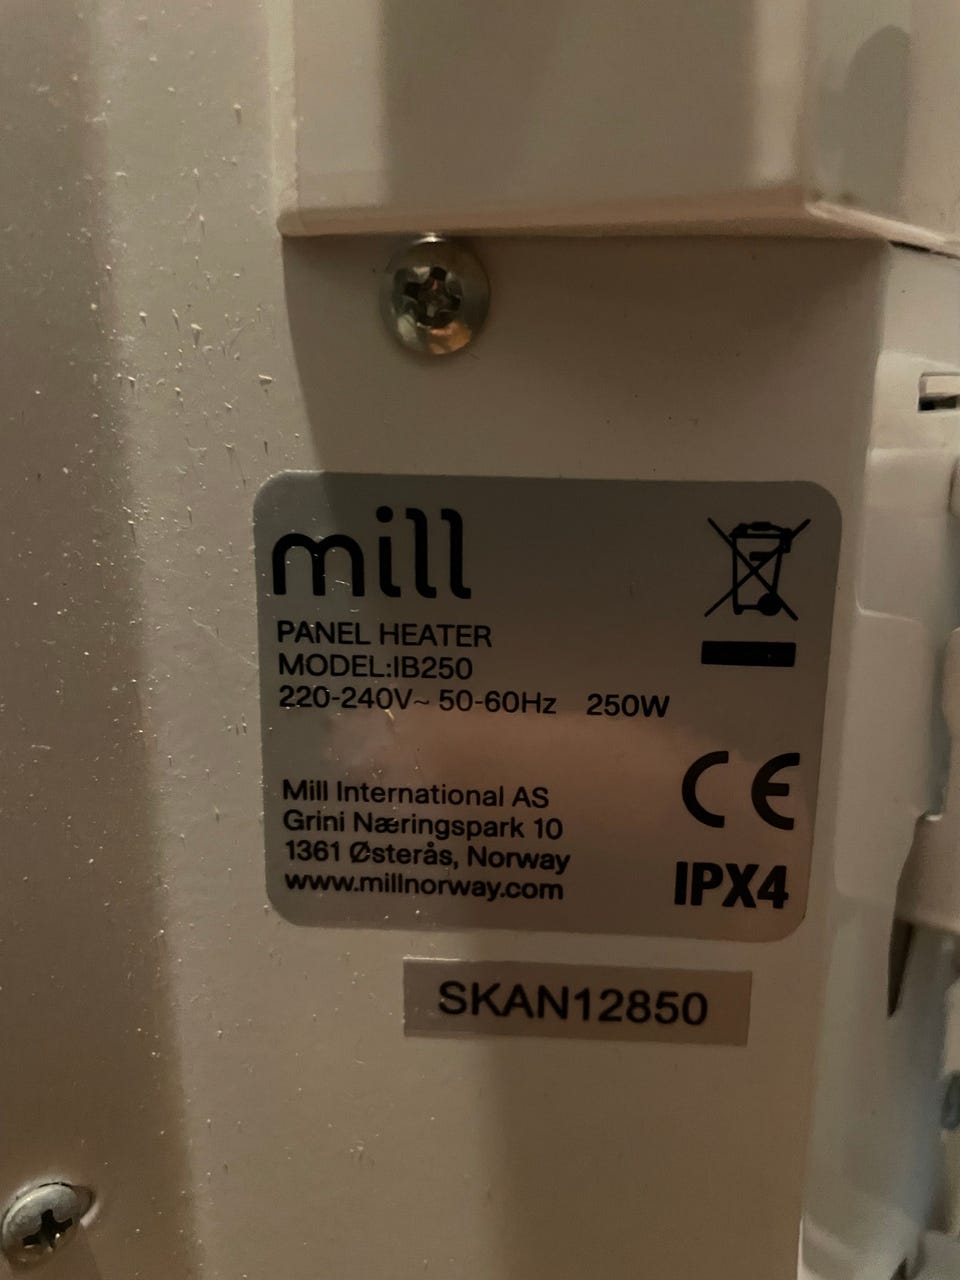 mill
PANEL HEATER
MODEL:IB250
220-240V~ 50-60Hz 250W
Mill International AS
Grini Næringspark 10
1361 Østerås, Norway
www.millnorway.com
CE
IPX4
SKAN12850